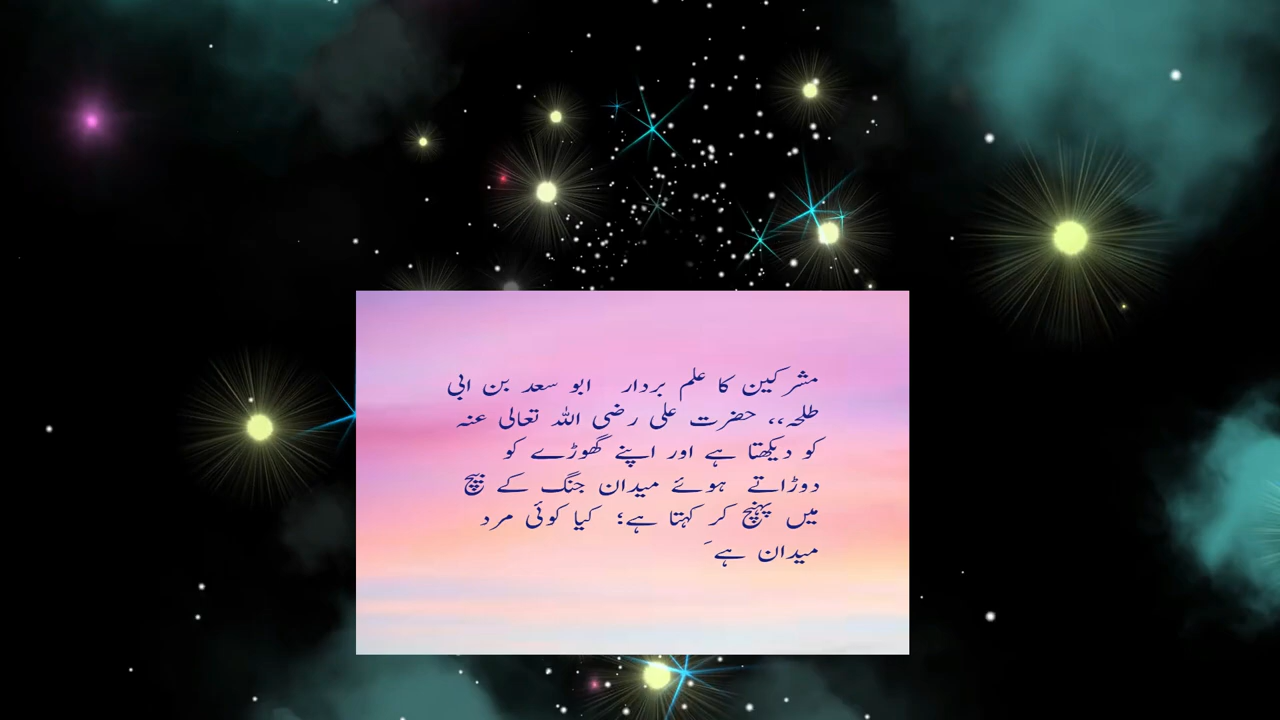 مشرکین کا علم بردار ابو سعد بن ابی
طلحہ،، حضرت علی رضی اللہ تعالی عنہ
کو دیکھتا ہے اور اپنے گھوڑے کو
دوڑاتے ہوئے میدان جنگ کے بیچ
میں پہنچ کر کہتا ہے؛ کیا کوئی مرد
میدان ہے َ